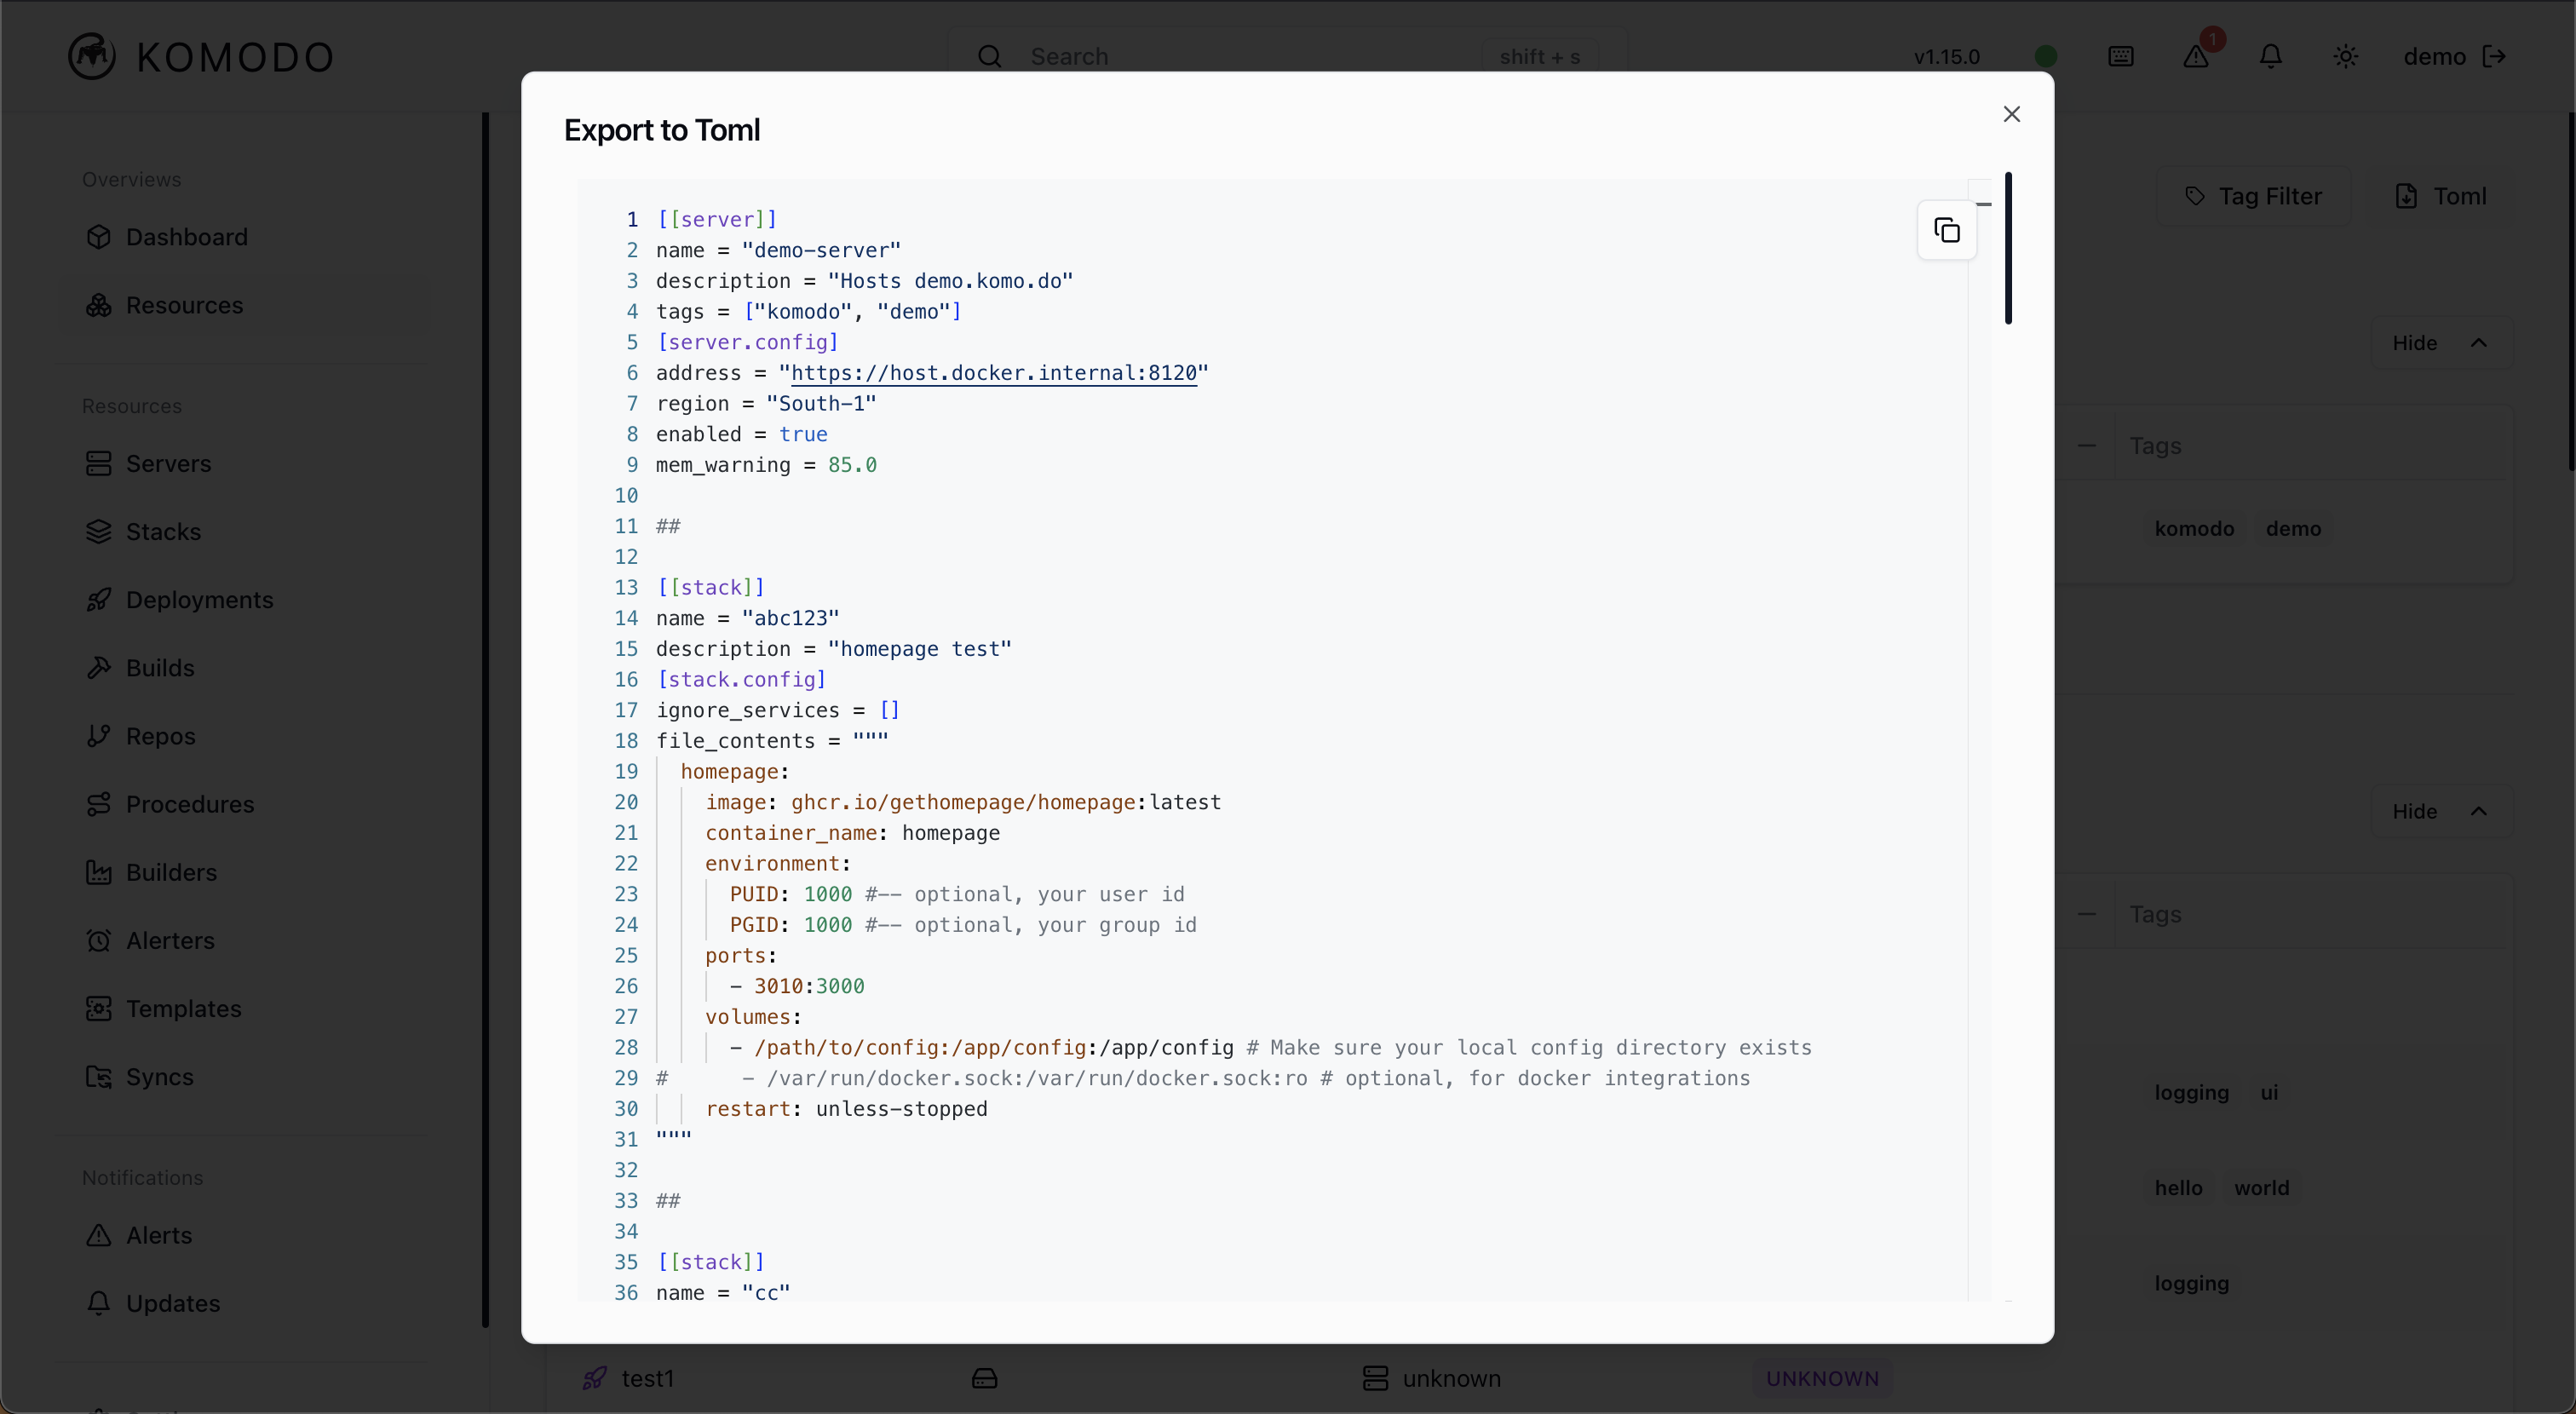 KOMODO
Search
shift + s
v1.15.0
1
demo
Overviews
Dashboard
Resources
Resources
Servers
Stacks
Deployments
Builds
Repos
Procedures
Builders
Alerters
Templates
Syncs
Notifications
Alerts
Updates
Export to Toml
1 [[server]]
2 name = "demo-server"
3 description = "Hosts demo.komo.do"
4 tags = ["komodo", "demo"]
5 [server.config]
6 address = "https://host.docker.internal:8120"
7 region = "South-1"
8 enabled = true
9 mem_warning = 85.0
10
11 ##
12
13 [[stack]]
14 name = "abc123"
15 description = "homepage test"
16 [stack.config]
17 ignore_services = []
18 file_contents = """
19   homepage:
20     image: ghcr.io/gethomepage/homepage:latest
21     container_name: homepage
22     environment:
23       PUID: 1000 #-- optional, your user id
24       PGID: 1000 #-- optional, your group id
25     ports:
26       - 3010:3000
27     volumes:
28       - /path/to/config:/app/config:/app/config # Make sure your local config directory exists
29 #      - /var/run/docker.sock:/var/run/docker.sock:ro # optional, for docker integrations
30     restart: unless-stopped
31 """
32
33 ##
34
35 [[stack]]
36 name = "cc"
Tag Filter
Toml
Hide
Tags
komodo demo
Hide
Tags
logging ui
hello world
logging
test1
unknown
UNKNOWN